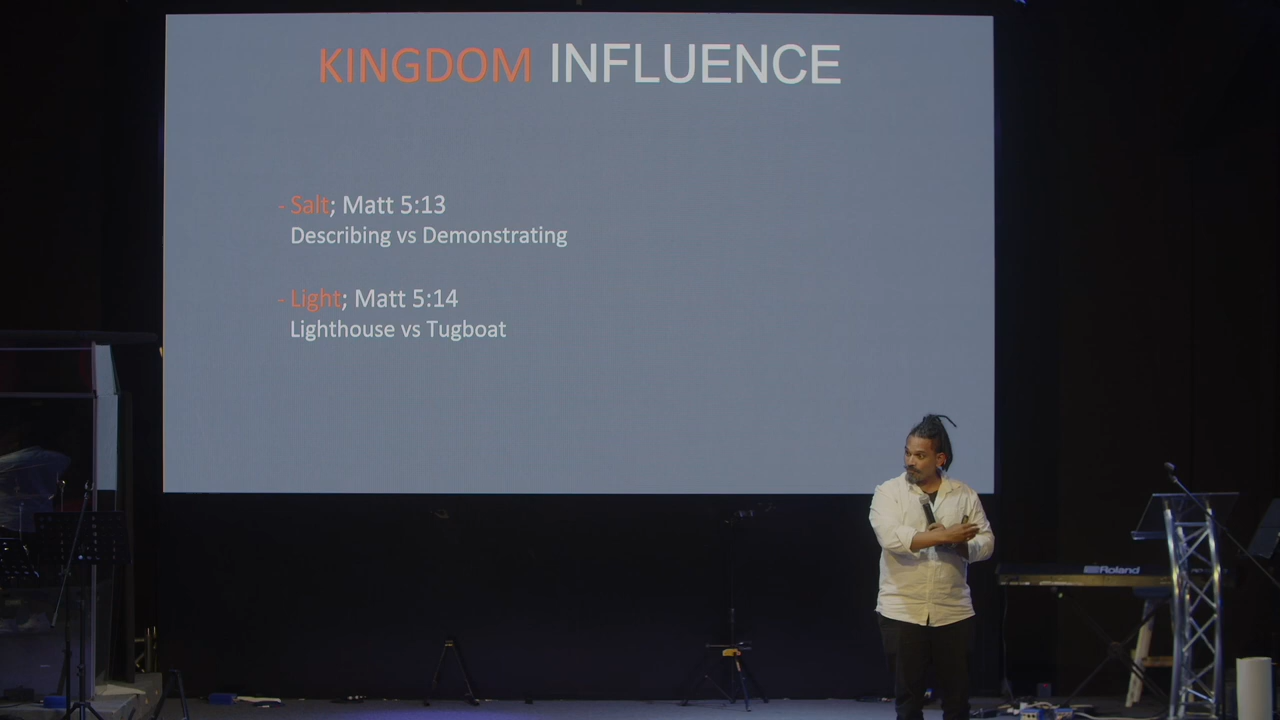 KINGDOM INFLUENCE
- Salt; Matt 5:13
Describing vs Demonstrating
- Light; Matt 5:14
Lighthouse vs Tugboat
Roland